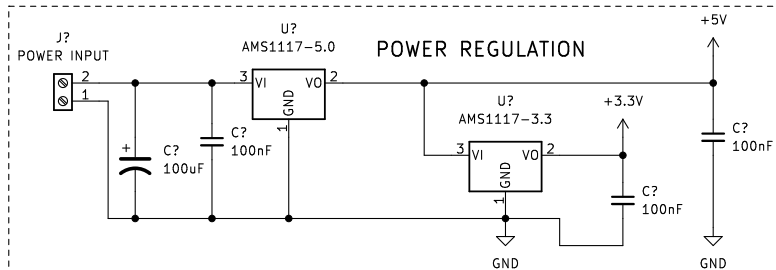 J?
POWER INPUT
2
1
+
C?
100uF
C?
100nF
U?
AMS1117-5.0
3
VI
VO
2
GND
1
POWER REGULATION
U?
AMS1117-3.3
3
VI
VO
2
GND
1
+3.3V
C?
100nF
GND
+5V
C?
100nF
GND